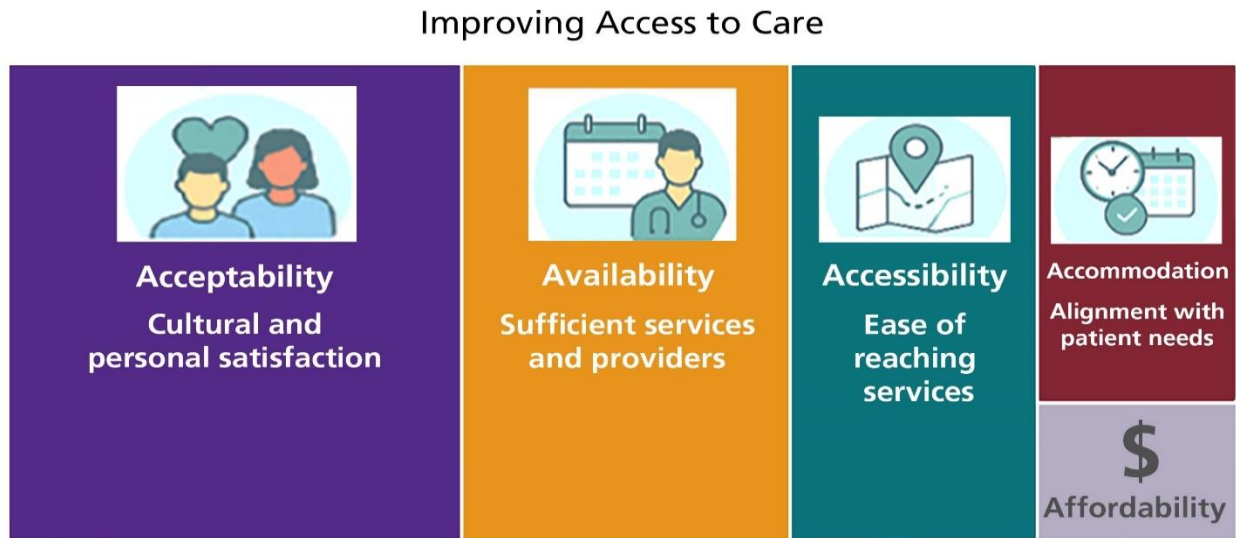 Improving Access to Care
Acceptability
Cultural and
personal satisfaction
Availability
Sufficient services
and providers
Accessibility
Ease of
reaching
services
Accommodation
Alignment with
patient needs
$
Affordability